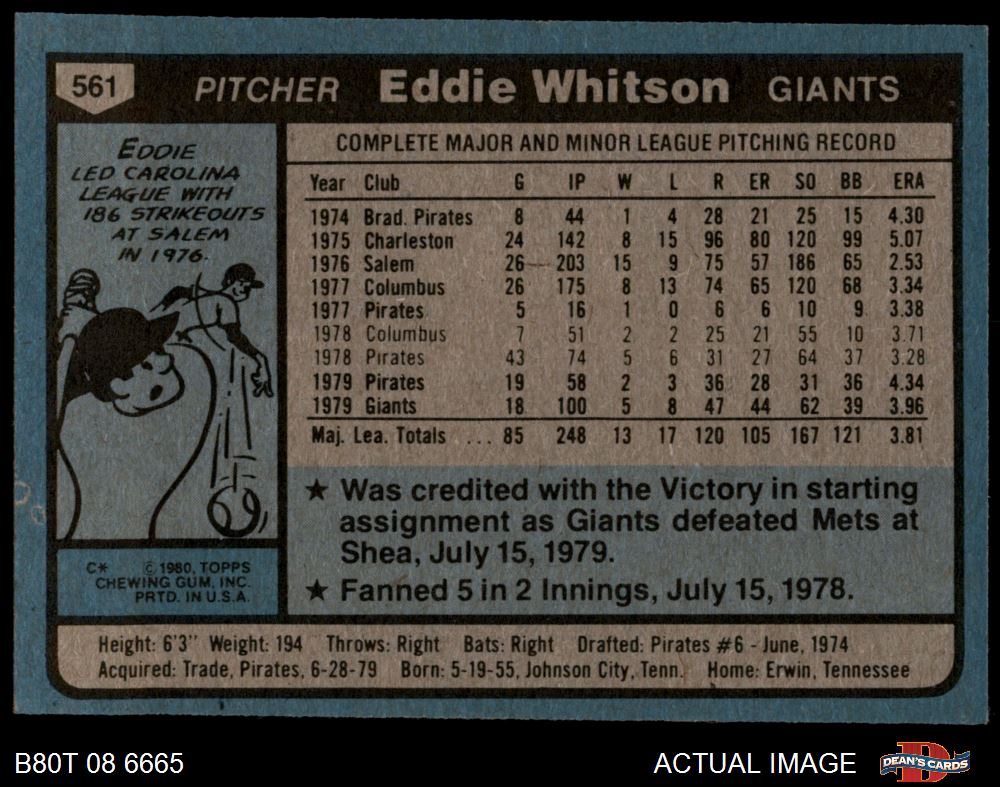 561 PITCHER Eddie Whitson GIANTS
EDDIE
LED CAROLINA
LEAGUE WITH
186 STRIKEOUTS
AT SALEM
IN 1976.
COMPLETE MAJOR AND MINOR LEAGUE PITCHING RECORD
Year Club G IP W L R ER SO BB ERA
1974 Brad. Pirates 8 44 1 4 28 21 25 15 4.30
1975 Charleston 24 142 8 15 96 80 120 99 5.07
1976 Salem 26 203 15 9 75 57 186 65 2.53
1977 Columbus 26 175 8 13 74 65 120 68 3.34
1977 Pirates 5 16 1 0 6 6 10 9 3.38
1978 Columbus 7 51 2 2 25 21 55 10 3.71
1978 Pirates 43 74 5 6 31 27 64 37 3.28
1979 Pirates 19 58 2 3 36 28 31 36 4.34
1979 Giants 18 100 5 8 47 44 62 39 3.96
Maj. Lea. Totals ... 85 248 13 17 120 105 167 121 3.81
★ Was credited with the Victory in starting
assignment as Giants defeated Mets at
Shea, July 15, 1979.
★ Fanned 5 in 2 Innings, July 15, 1978.
C* © 1980, TOPPS
CHEWING GUM, INC.
PRTD. IN U.S.A.
Height: 6'3" Weight: 194 Throws: Right Bats: Right Drafted: Pirates #6 - June, 1974
Acquired: Trade, Pirates, 6-28-79 Born: 5-19-55, Johnson City, Tenn. Home: Erwin, Tennessee
B80T 08 6665 ACTUAL IMAGE D DEAN'S CARDS